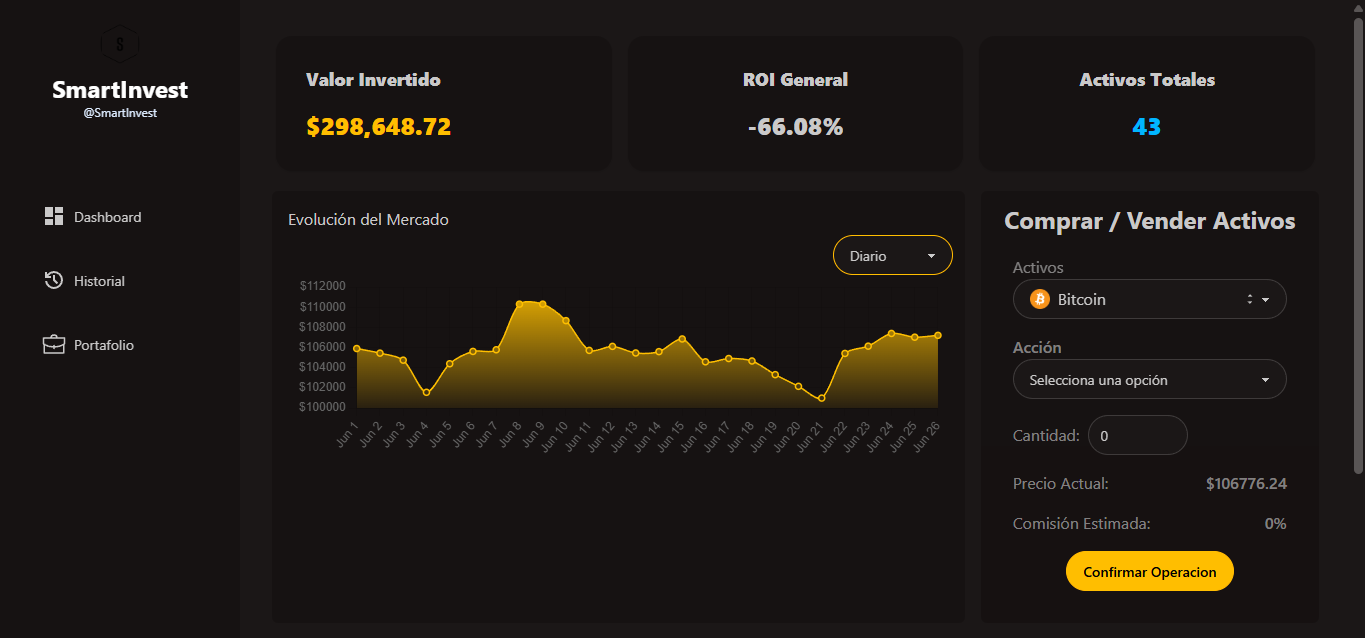 $
SmartInvest
@SmartInvest
Dashboard
Historial
Portafolio
Valor Invertido
$298,648.72
ROI General
-66.08%
Activos Totales
43
Evolución del Mercado
Diario
$112000
$110000
$108000
$106000
$104000
$102000
$100000
Jun 1
Jun 2
Jun 3
Jun 4
Jun 5
Jun 6
Jun 7
Jun 8
Jun 9
Jun 10
Jun 11
Jun 12
Jun 13
Jun 14
Jun 15
Jun 16
Jun 17
Jun 18
Jun 19
Jun 20
Jun 21
Jun 22
Jun 23
Jun 24
Jun 25
Jun 26
Comprar / Vender Activos
Activos
Bitcoin
Acción
Selecciona una opción
Cantidad: 0
Precio Actual: $106776.24
Comisión Estimada: 0%
Confirmar Operacion